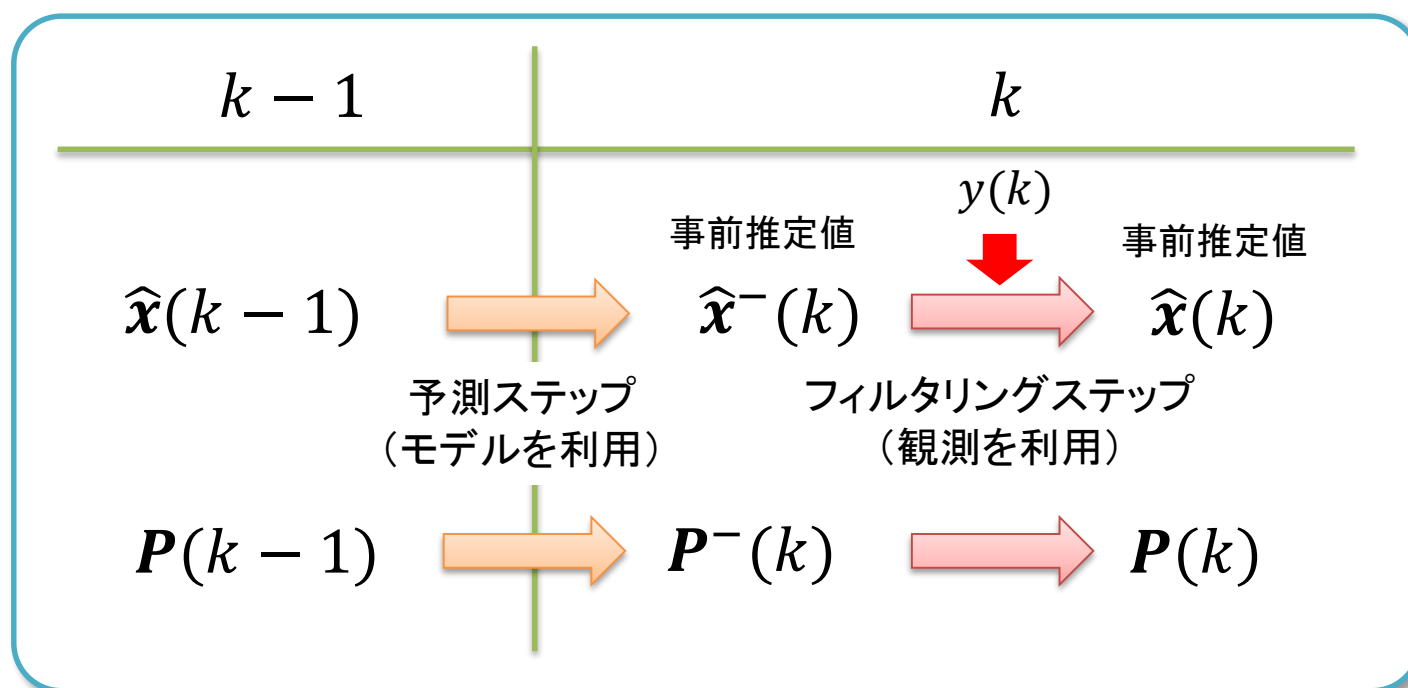 k − 1
k
y(k)
事前推定値
事前推定値
x̂(k − 1)
x̂⁻(k)
x̂(k)
予測ステップ
（モデルを利用）
フィルタリングステップ
（観測を利用）
P(k − 1)
P⁻(k)
P(k)